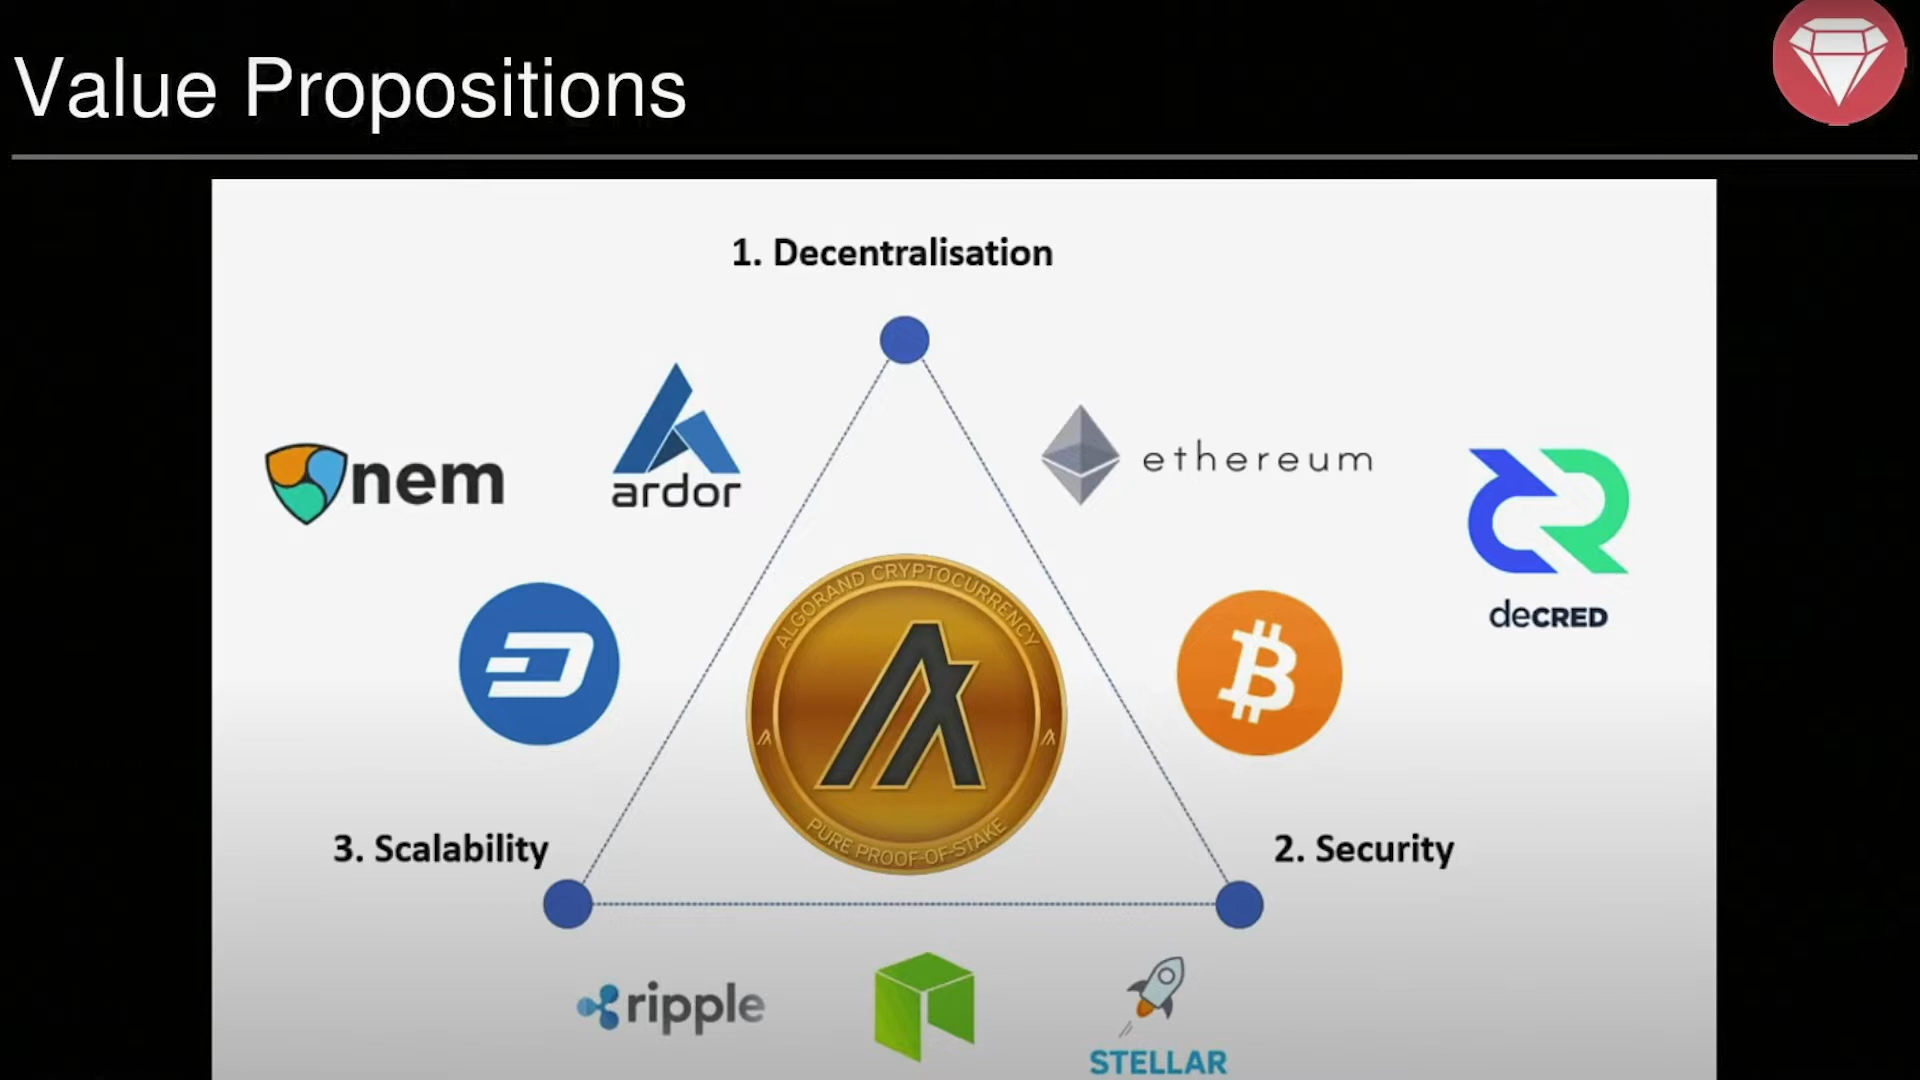 Value Propositions
1. Decentralisation
nem
ardor
ethereum
deCRED
ALGORAND CRYPTOCURRENCY
PURE PROOF-OF-STAKE
3. Scalability
2. Security
ripple
STELLAR